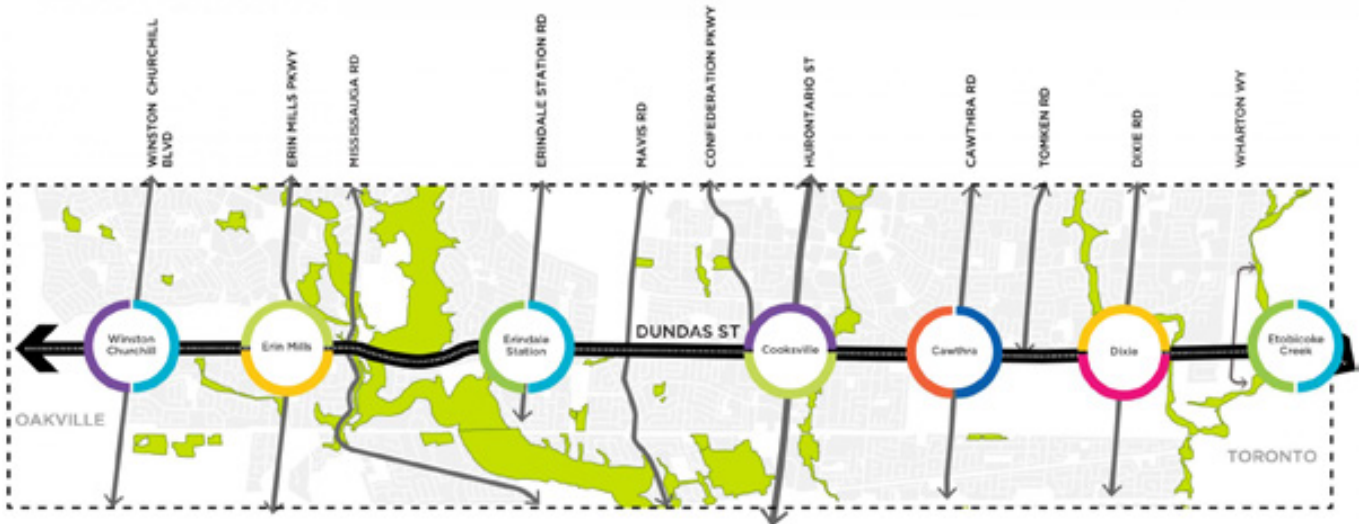 WINSTON CHURCHILL
BLVD
ERIN MILLS PKWY
MISSISSAUGA RD
ERINDALE STATION RD
MAVIS RD
CONFEDERATION PKWY
HURONTARIO ST
CAWTHRA RD
TOMKEN RD
DIXIE RD
WHARTON WY
DUNDAS ST
Winston
Churchill
Erin Mills
Erindale
Station
Cooksville
Cawthra
Dixie
Etobicoke
Creek
OAKVILLE
TORONTO